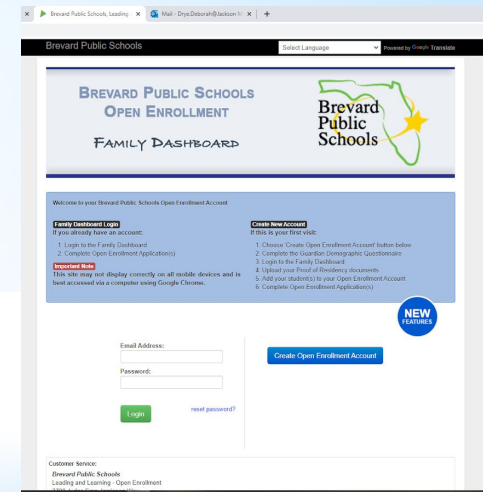 Brevard Public Schools, Leading
Mail - Drye.Deborah@Jackson M
Brevard Public Schools
Select Language
Powered by Google Translate
BREVARD PUBLIC SCHOOLS
OPEN ENROLLMENT
FAMILY DASHBOARD
Brevard
Public
Schools
Welcome to your Brevard Public Schools Open Enrollment Account
Family Dashboard Login
If you already have an account:
1. Login to the Family Dashboard
2. Complete Open Enrollment Application(s)
Important Note
This site may not display correctly on all mobile devices and is
best accessed via a computer using Google Chrome.
Create New Account
If this is your first visit:
1. Choose 'Create Open Enrollment Account' button below
2. Complete the Guardian Demographic Questionnaire
3. Login to the Family Dashboard
4. Upload your Proof of Residency documents
5. Add your student(s) to your Open Enrollment Account
6. Complete Open Enrollment Application(s)
NEW
FEATURES
Email Address:
Password:
Login
reset password?
Create Open Enrollment Account
Customer Service:
Brevard Public Schools
Leading and Learning - Open Enrollment